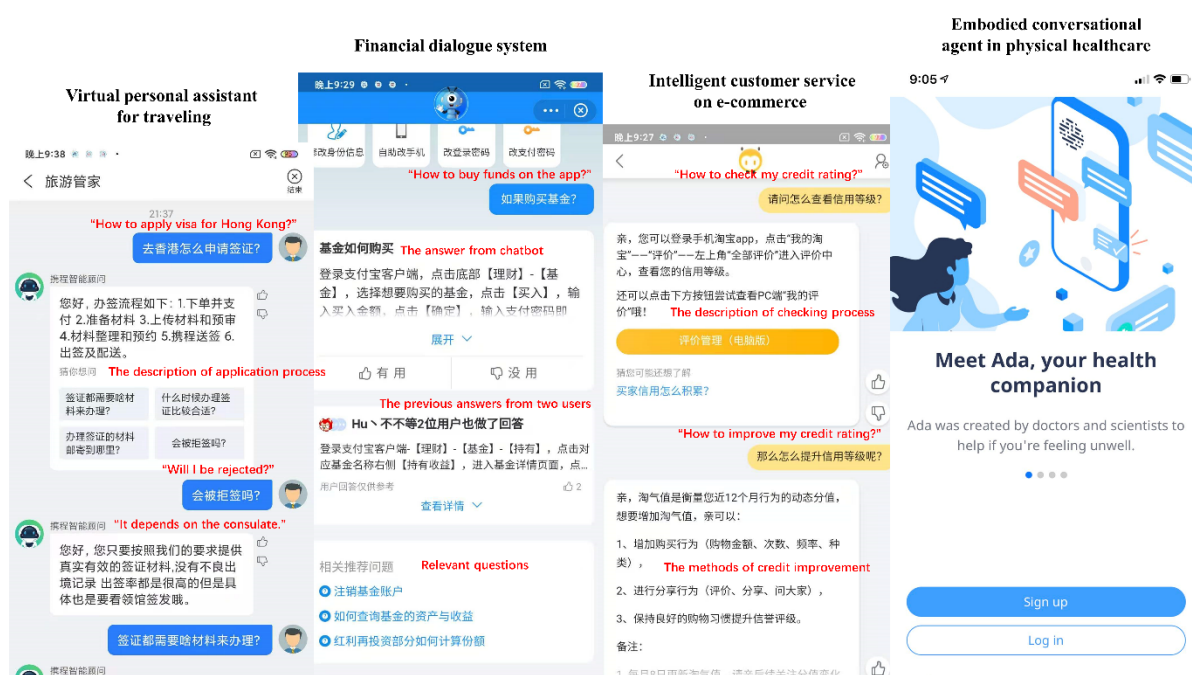 Virtual personal assistant
for traveling
晚上9:38
旅游管家
结束
21:37
“How to apply visa for Hong Kong?”
去香港怎么申请签证?
携程智能顾问
您好, 办签流程如下: 1.下单并支
付 2.准备材料 3.上传材料和预审
4.材料整理和预约 5.携程送签 6.
出签及配送。
猜你想问
The description of application process
签证都需要啥材
料来办理?
什么时候办理签
证比较合适?
办理签证的材料
邮寄到哪里?
会被拒签吗?
“Will I be rejected?”
会被拒签吗?
携程智能顾问
“It depends on the consulate.”
您好, 您只要按照我们的要求提供
真实有效的签证材料,没有不良出
境记录 出签率都是很高的但是具
体也是要看领馆签发哦。
签证都需要啥材料来办理?
携程智能顾问
Financial dialogue system
晚上9:29
修改身份信息
自助改手机
改登录密码
改支付密码
“How to buy funds on the app?”
如果购买基金?
基金如何购买
The answer from chatbot
登录支付宝客户端，点击底部【理财】-【基
金】，选择想要购买的基金，点击【买入】，输
入买入金额，点击【确定】，输入支付密码即
展开
有用
没用
The previous answers from two users
Hu丶不不等2位用户也做了回答
登录支付宝客户端-【理财】-【基金】-【持有】，点击对
应基金名称右侧【持有收益】，进入基金详情页面，点...
用户回答仅供参考
2
查看详情
相关推荐问题
Relevant questions
注销基金账户
如何查询基金的资产与收益
红利再投资部分如何计算份额
Intelligent customer service
on e-commerce
晚上9:27
“How to check my credit rating?”
请问怎么查看信用等级?
亲，您可以登录手机淘宝app，点击“我的淘
宝”——“评价”——左上角“全部评价”进入评价中
心，查看您的信用等级。
还可以点击下方按钮尝试查看PC端“我的评
价”哦!
The description of checking process
评价管理（电脑版）
猜您可能还想了解
买家信用怎么积累?
“How to improve my credit rating?”
那么怎么提升信用等级呢?
亲，淘气值是衡量您近12个月行为的动态分值，
想要增加淘气值，亲可以:
1、增加购买行为（购物金额、次数、频率、种
类），
The methods of credit improvement
2、进行分享行为（评价、分享、问大家），
3、保持良好的购物习惯提升信誉评级。
备注:
Embodied conversational
agent in physical healthcare
9:05
Meet Ada, your health
companion
Ada was created by doctors and scientists to
help if you're feeling unwell.
Sign up
Log in